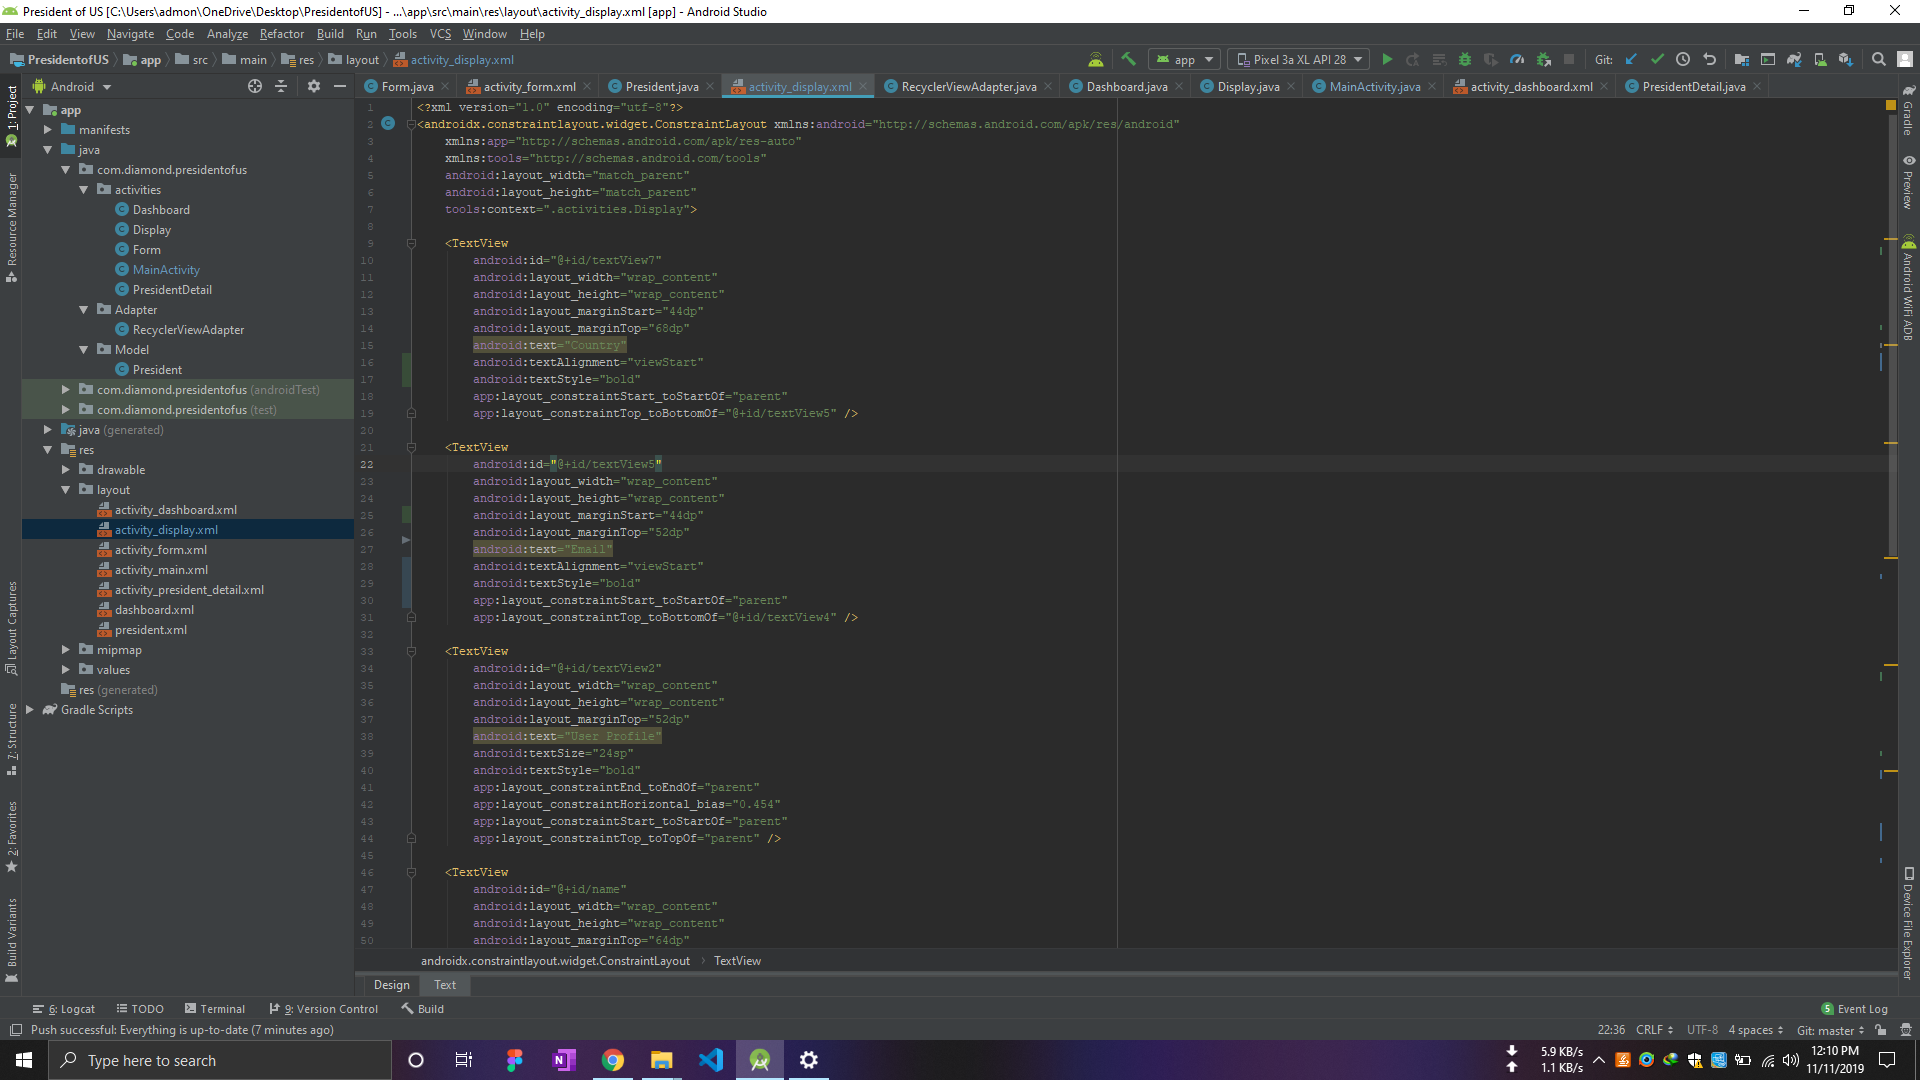 President of US [C:\Users\admon\OneDrive\Desktop\PresidentofUS] - ...\app\src\main\res\layout\activity_display.xml [app] - Android Studio
File Edit View Navigate Code Analyze Refactor Build Run Tools VCS Window Help
PresidentofUS app src main res layout activity_display.xml
app Pixel 3a XL API 28 Git:
Android
Form.java activity_form.xml President.java activity_display.xml RecyclerViewAdapter.java Dashboard.java Display.java MainActivity.java activity_dashboard.xml PresidentDetail.java
1: Project
Resource Manager
Layout Captures
7: Structure
2: Favorites
Build Variants
app
manifests
java
com.diamond.presidentofus
activities
Dashboard
Display
Form
MainActivity
PresidentDetail
Adapter
RecyclerViewAdapter
Model
President
com.diamond.presidentofus (androidTest)
com.diamond.presidentofus (test)
java (generated)
res
drawable
layout
activity_dashboard.xml
activity_display.xml
activity_form.xml
activity_main.xml
activity_president_detail.xml
dashboard.xml
president.xml
mipmap
values
res (generated)
Gradle Scripts
1 <?xml version="1.0" encoding="utf-8"?>
2 <androidx.constraintlayout.widget.ConstraintLayout xmlns:android="http://schemas.android.com/apk/res/android"
3 xmlns:app="http://schemas.android.com/apk/res-auto"
4 xmlns:tools="http://schemas.android.com/tools"
5 android:layout_width="match_parent"
6 android:layout_height="match_parent"
7 tools:context=".activities.Display">
8
9 <TextView
10 android:id="@+id/textView7"
11 android:layout_width="wrap_content"
12 android:layout_height="wrap_content"
13 android:layout_marginStart="44dp"
14 android:layout_marginTop="68dp"
15 android:text="Country"
16 android:textAlignment="viewStart"
17 android:textStyle="bold"
18 app:layout_constraintStart_toStartOf="parent"
19 app:layout_constraintTop_toBottomOf="@+id/textView5" />
20
21 <TextView
22 android:id="@+id/textView5"
23 android:layout_width="wrap_content"
24 android:layout_height="wrap_content"
25 android:layout_marginStart="44dp"
26 android:layout_marginTop="52dp"
27 android:text="Email"
28 android:textAlignment="viewStart"
29 android:textStyle="bold"
30 app:layout_constraintStart_toStartOf="parent"
31 app:layout_constraintTop_toBottomOf="@+id/textView4" />
32
33 <TextView
34 android:id="@+id/textView2"
35 android:layout_width="wrap_content"
36 android:layout_height="wrap_content"
37 android:layout_marginTop="52dp"
38 android:text="User Profile"
39 android:textSize="24sp"
40 android:textStyle="bold"
41 app:layout_constraintEnd_toEndOf="parent"
42 app:layout_constraintHorizontal_bias="0.454"
43 app:layout_constraintStart_toStartOf="parent"
44 app:layout_constraintTop_toTopOf="parent" />
45
46 <TextView
47 android:id="@+id/name"
48 android:layout_width="wrap_content"
49 android:layout_height="wrap_content"
50 android:layout_marginTop="64dp"
Gradle
Preview
Android WiFi ADB
Device File Explorer
androidx.constraintlayout.widget.ConstraintLayout TextView
Design Text
6: Logcat TODO Terminal 9: Version Control Build 5 Event Log
Push successful: Everything is up-to-date (7 minutes ago) 22:36 CRLF UTF-8 4 spaces Git: master
Type here to search
5.9 KB/s
1.1 KB/s
12:10 PM
11/11/2019